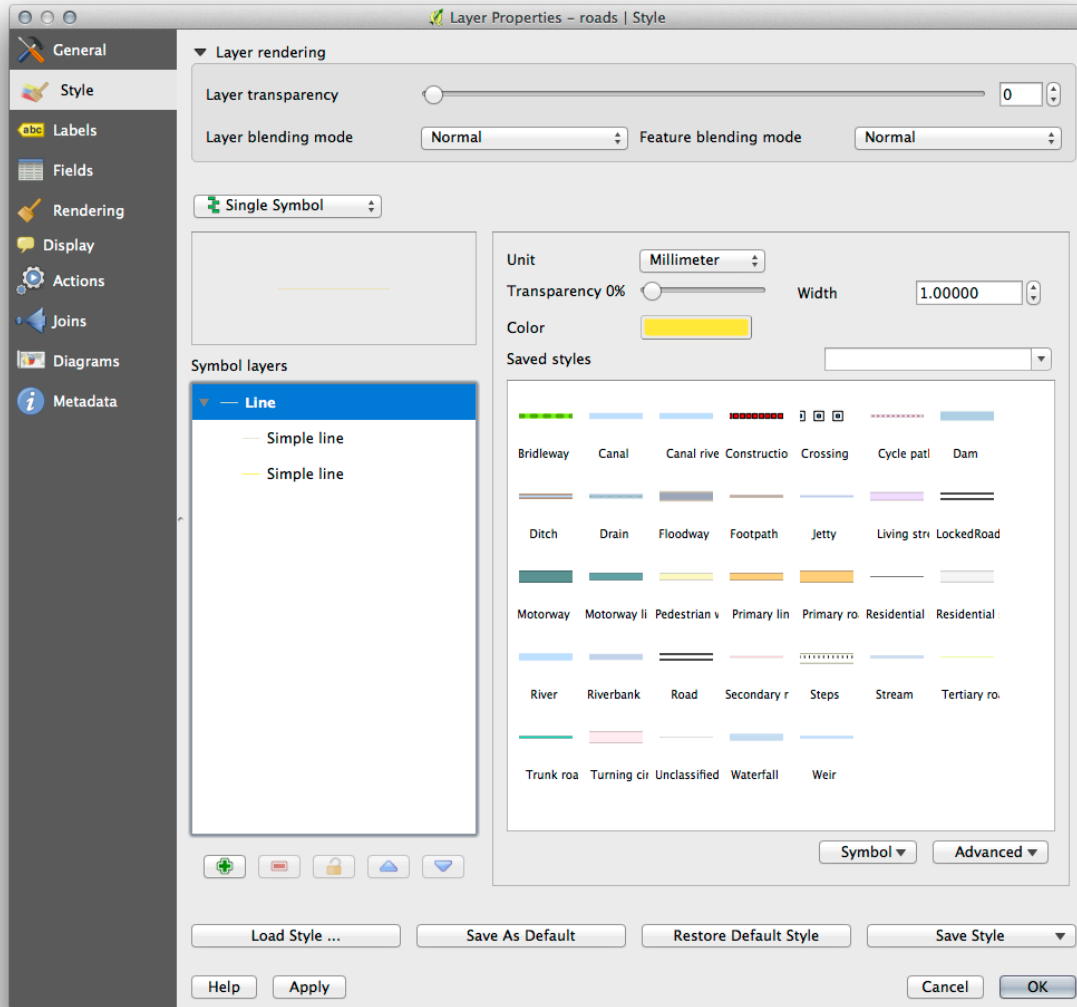 Layer Properties – roads | Style
General
Style
abc Labels
Fields
Rendering
Display
Actions
Joins
Diagrams
Metadata
Layer rendering
Layer transparency 0
Layer blending mode Normal Feature blending mode Normal
Single Symbol
Unit Millimeter
Transparency 0% Width 1.00000
Color
Saved styles
Symbol layers
Line
Simple line
Simple line
Bridleway Canal Canal rive Constructio Crossing Cycle patl Dam
Ditch Drain Floodway Footpath Jetty Living stre LockedRoad
Motorway Motorway li Pedestrian v Primary lin Primary ro Residential Residential
River Riverbank Road Secondary r Steps Stream Tertiary ro
Trunk roa Turning cir Unclassified Waterfall Weir
Symbol Advanced
Load Style ... Save As Default Restore Default Style Save Style
Help Apply Cancel OK